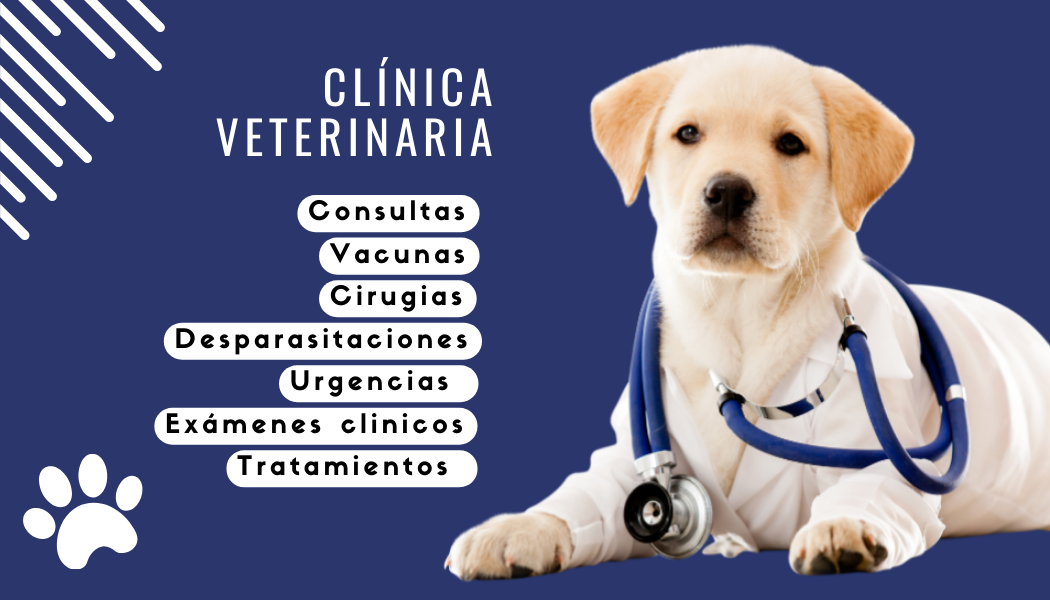 CLÍNICA
VETERINARIA
Consultas
Vacunas
Cirugias
Desparasitaciones
Urgencias
Exámenes clinicos
Tratamientos